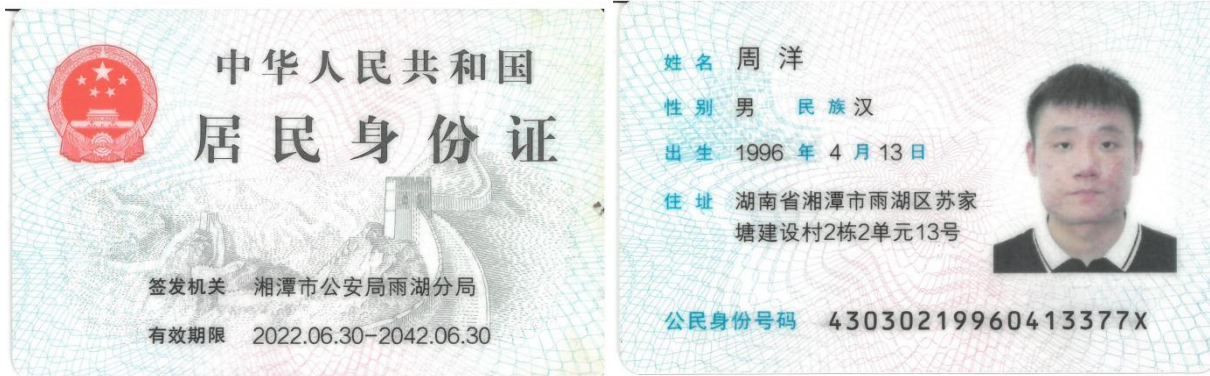 中华人民共和国
居民身份证
签发机关 湘潭市公安局雨湖分局
有效期限 2022.06.30-2042.06.30
姓名 周洋
性别 男 民族 汉
出生 1996 年 4 月 13 日
住址 湖南省湘潭市雨湖区苏家
塘建设村2栋2单元13号
公民身份号码 43030219960413377X